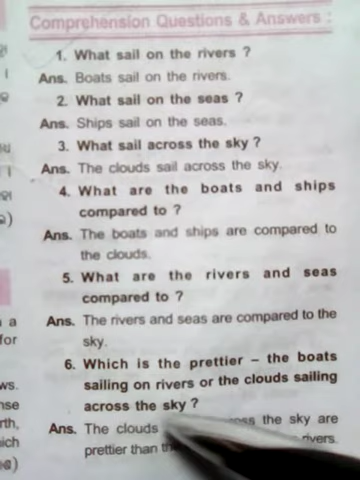 Comprehension Questions & Answers :
1. What sail on the rivers ?
Ans. Boats sail on the rivers.
2. What sail on the seas ?
Ans. Ships sail on the seas.
3. What sail across the sky ?
Ans. The clouds sail across the sky.
4. What are the boats and ships
compared to ?
Ans. The boats and ships are compared to
the clouds.
5. What are the rivers and seas
compared to ?
Ans. The rivers and seas are compared to the
sky.
6. Which is the prettier – the boats
sailing on rivers or the clouds sailing
across the sky ?
Ans. The clouds the sky are
prettier than rivers.
a
for